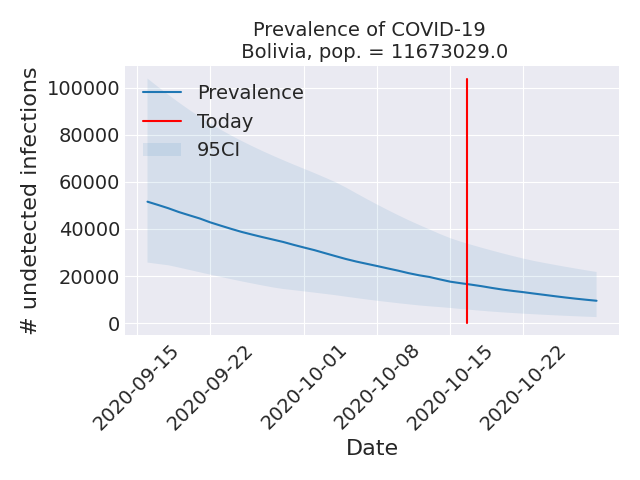 Prevalence of COVID-19
Bolivia, pop. = 11673029.0
# undetected infections
100000
80000
60000
40000
20000
0
Prevalence
Today
95CI
2020-09-15
2020-09-22
2020-10-01
2020-10-08
2020-10-15
2020-10-22
Date